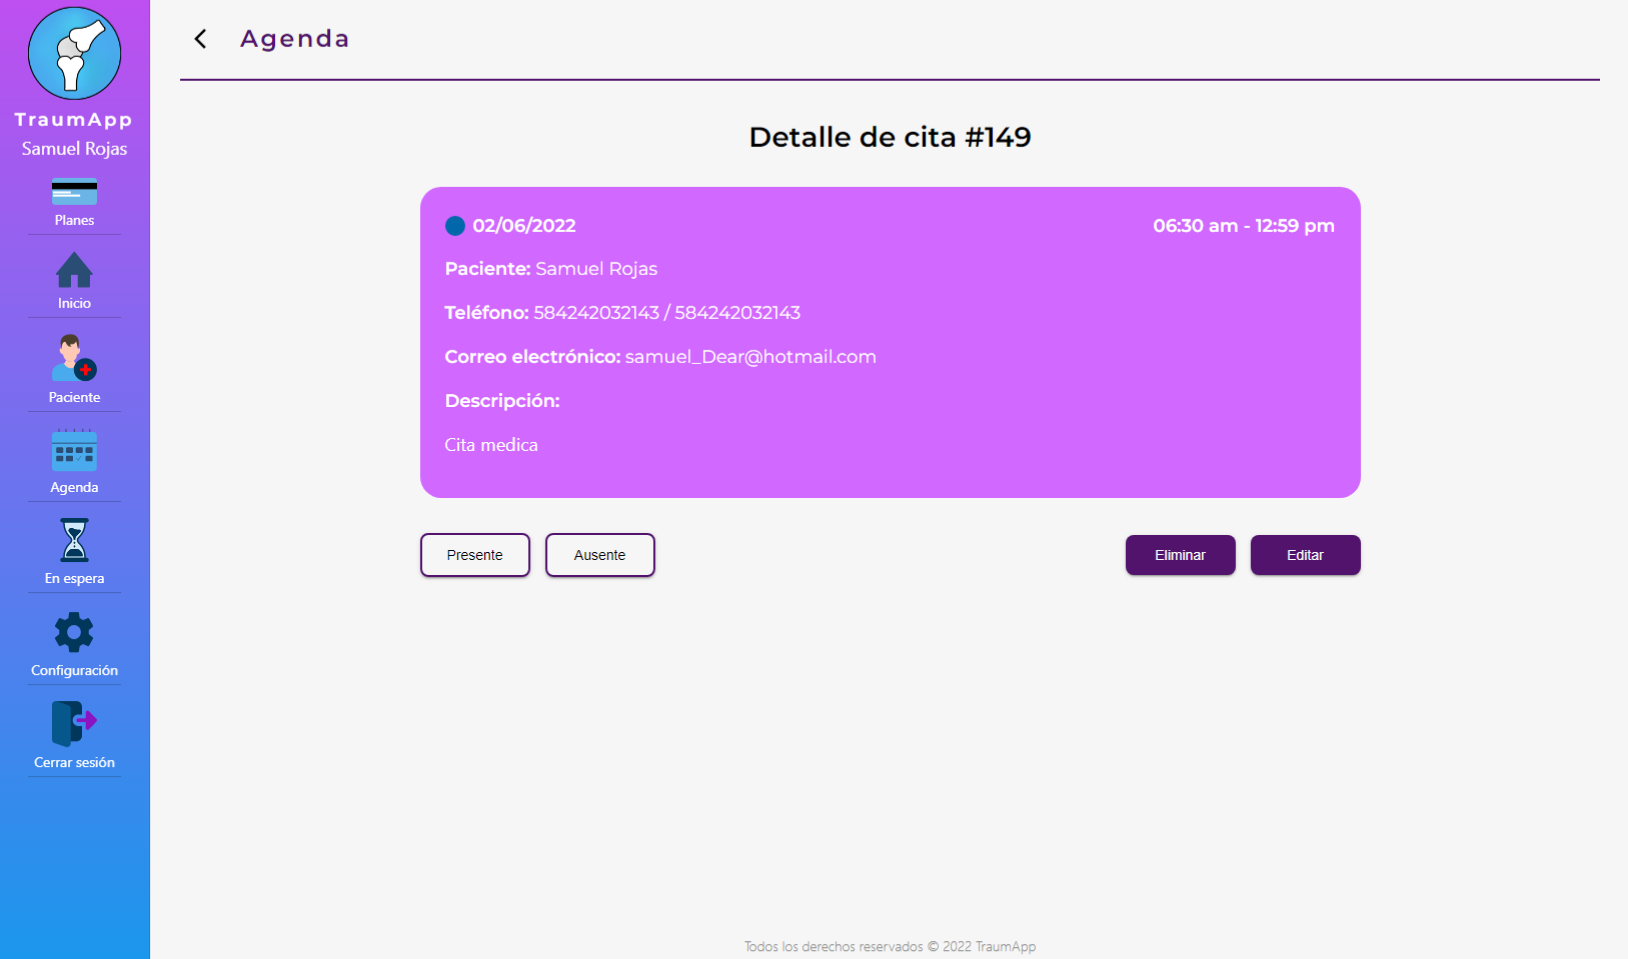 TraumApp
Samuel Rojas
Planes
Inicio
Paciente
Agenda
En espera
Configuración
Cerrar sesión
Agenda
Detalle de cita #149
02/06/2022 06:30 am - 12:59 pm
Paciente: Samuel Rojas
Teléfono: 584242032143 / 584242032143
Correo electrónico: samuel_Dear@hotmail.com
Descripción:
Cita medica
Presente Ausente Eliminar Editar
Todos los derechos reservados © 2022 TraumApp